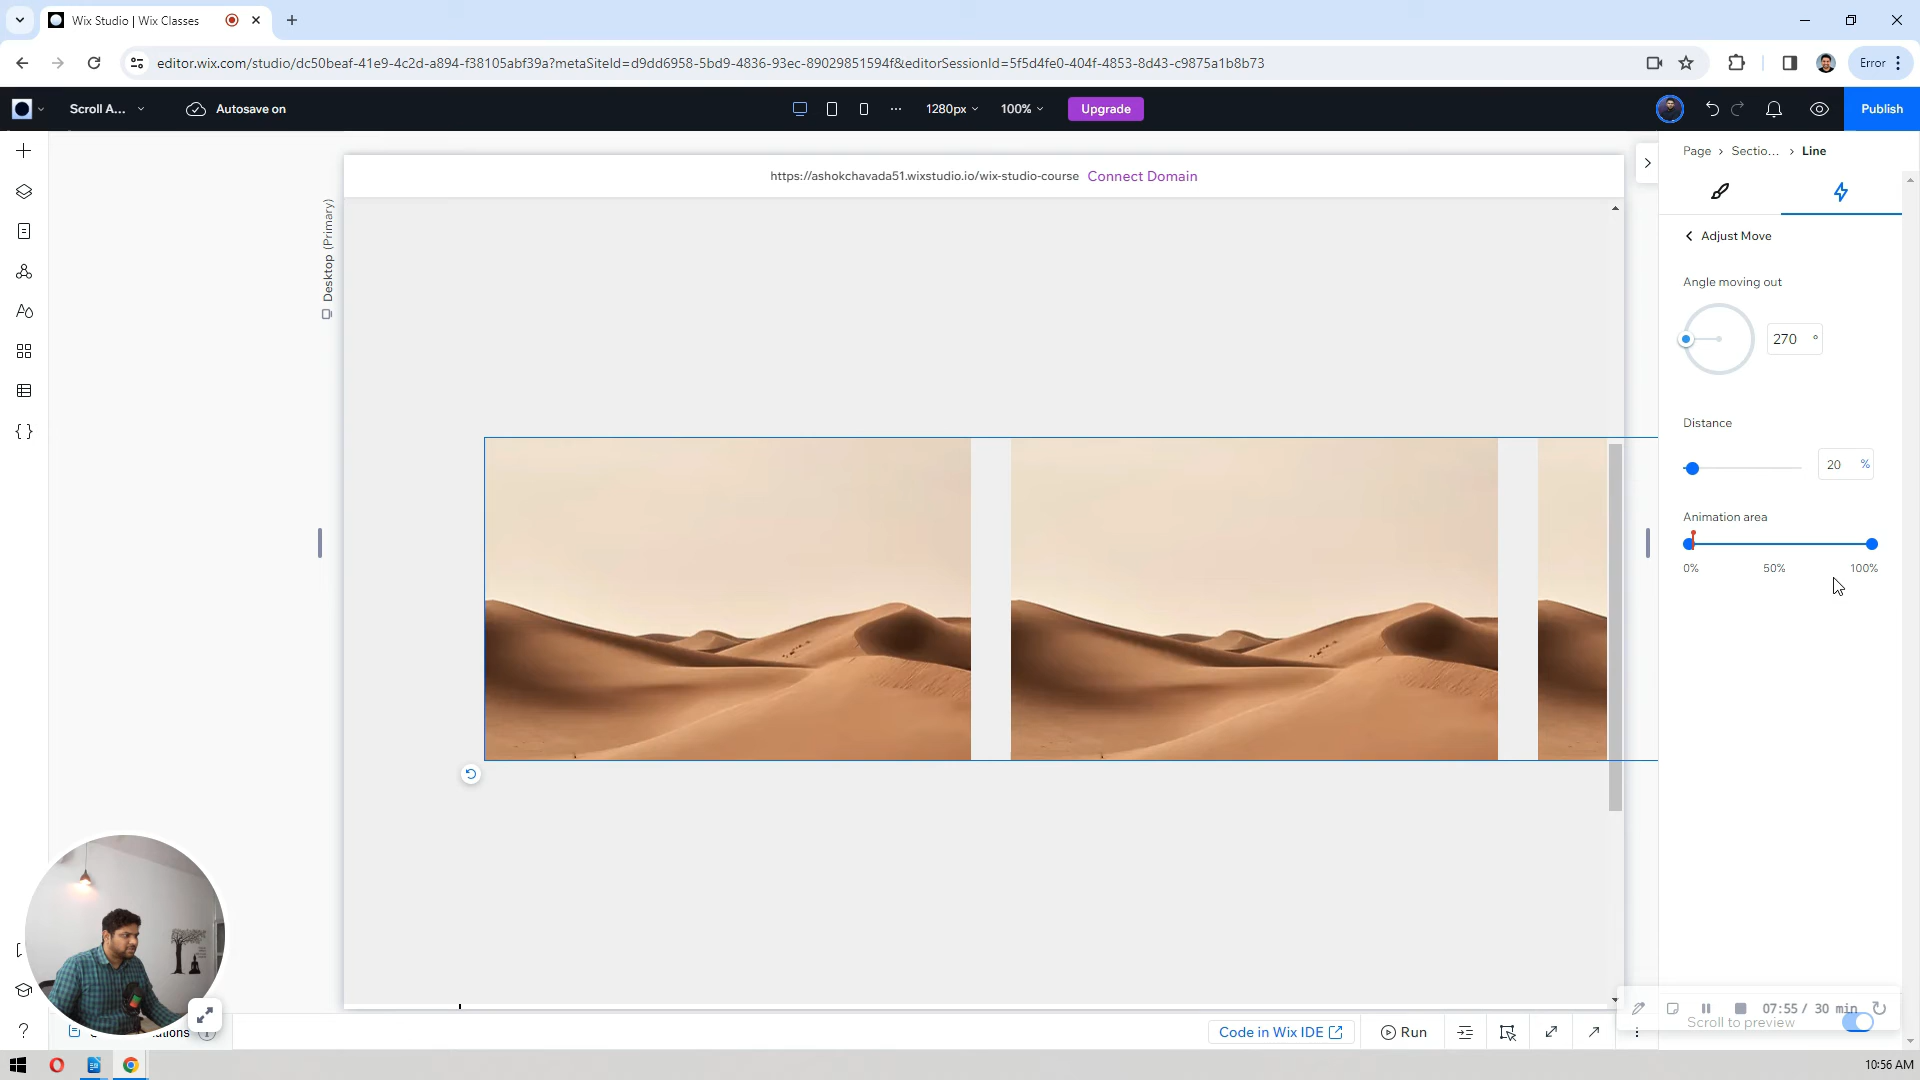 Wix Studio | Wix Classes
editor.wix.com/studio/dc50beaf-41e9-4c2d-a894-f38105abf39a?metaSiteId=d9dd6958-5bd9-4836-93ec-89029851594f&editorSessionId=5f5d4fe0-404f-4853-8d43-c9875a1b8b73
Error
Scroll A...
Autosave on
1280px
100%
Upgrade
Publish
Page > Sectio... > Line
https://ashokchavada51.wixstudio.io/wix-studio-course Connect Domain
Desktop (Primary)
Adjust Move
Angle moving out
270 °
Distance
20 %
Animation area
0% 50% 100%
07:55 / 30 min
Scroll to preview
Code in Wix IDE
Run
10:56 AM